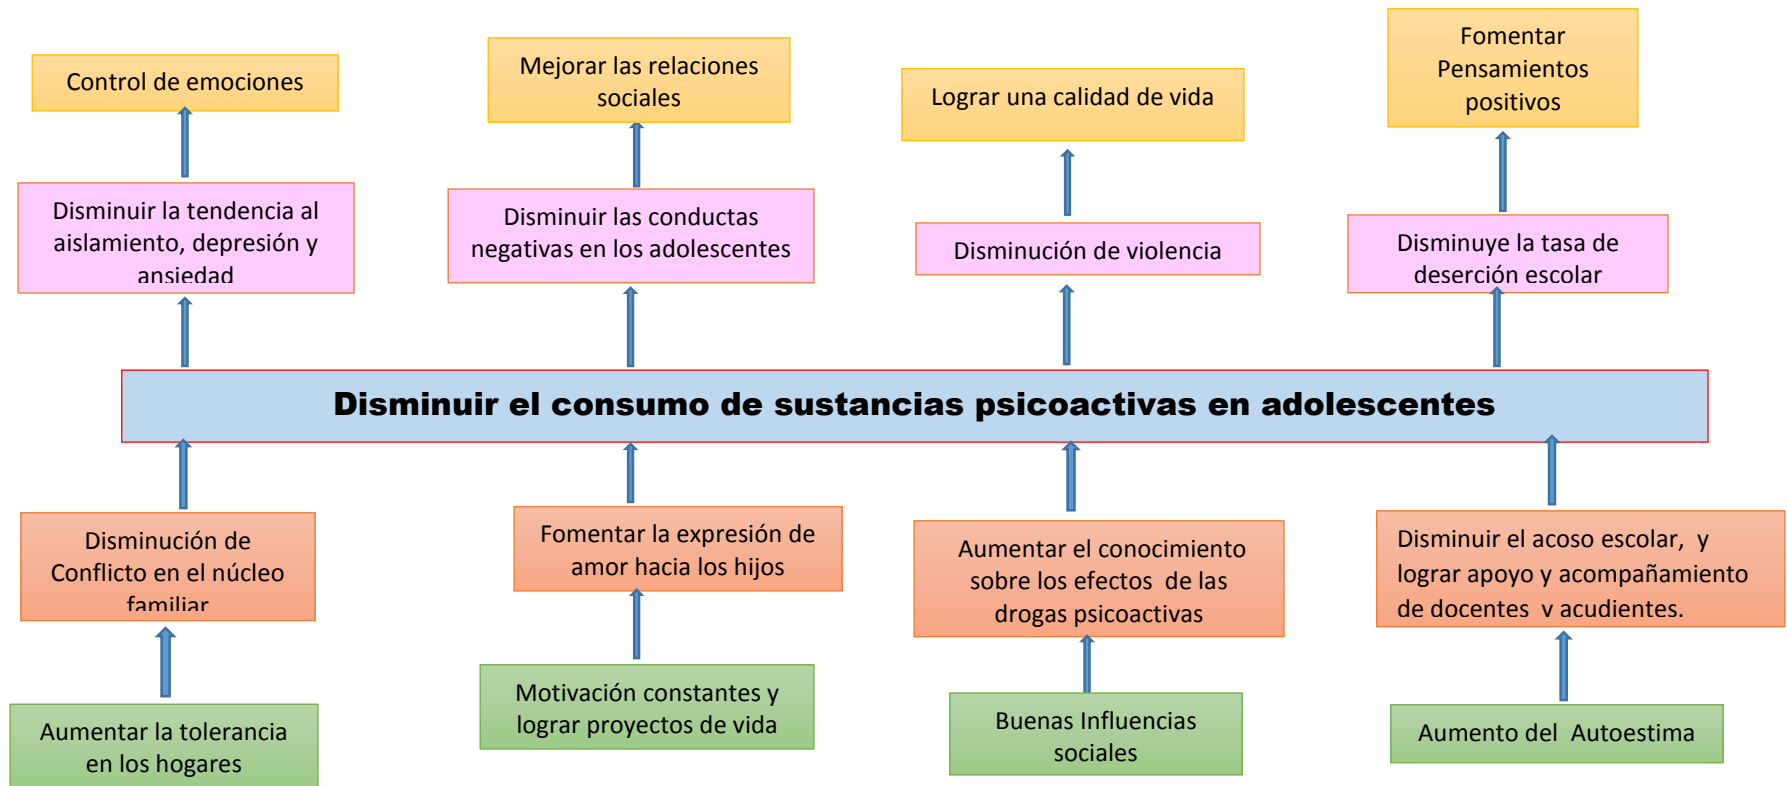 Control de emociones
Mejorar las relaciones
sociales
Lograr una calidad de vida
Fomentar
Pensamientos
positivos
Disminuir la tendencia al
aislamiento, depresión y
ansiedad
Disminuir las conductas
negativas en los adolescentes
Disminución de violencia
Disminuye la tasa de
deserción escolar
Disminuir el consumo de sustancias psicoactivas en adolescentes
Disminución de
Conflicto en el núcleo
familiar
Fomentar la expresión de
amor hacia los hijos
Aumentar el conocimiento
sobre los efectos de las
drogas psicoactivas
Disminuir el acoso escolar, y
lograr apoyo y acompañamiento
de docentes y acudientes.
Aumentar la tolerancia
en los hogares
Motivación constantes y
lograr proyectos de vida
Buenas Influencias
sociales
Aumento del Autoestima